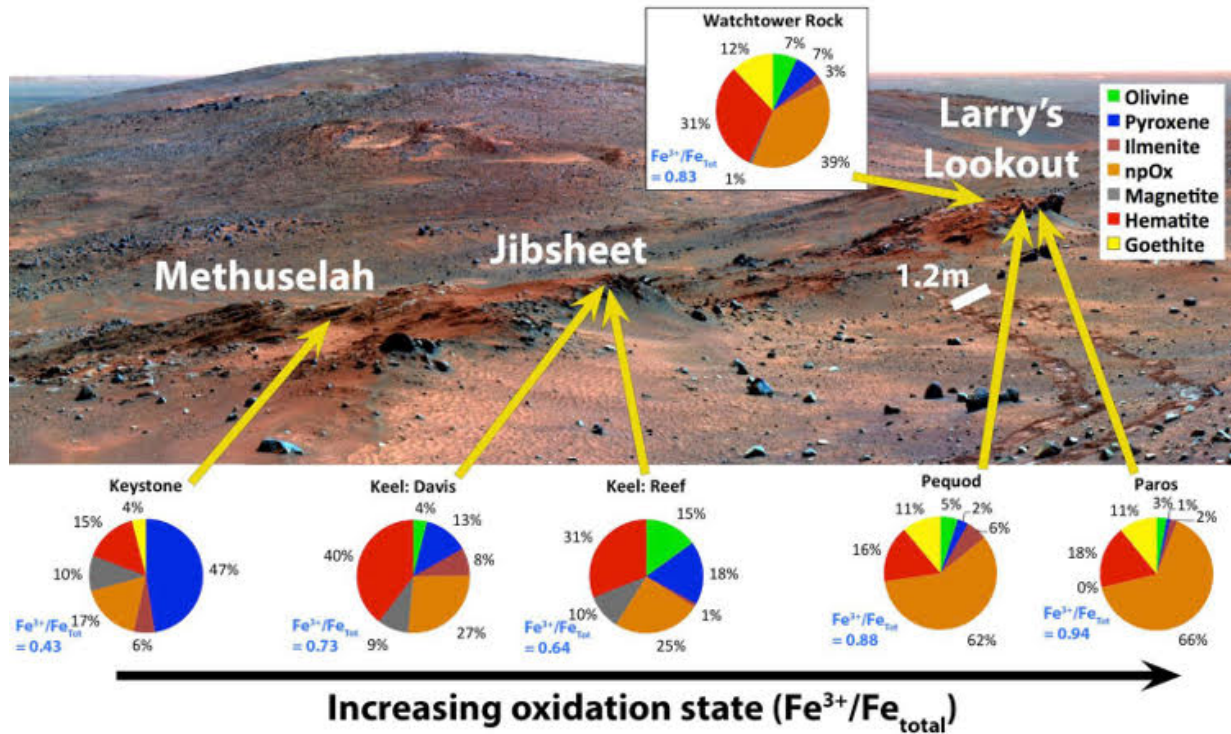 Watchtower Rock
12%
7%
7%
3%
31%
39%
1%
Fe³⁺/Fe_Tot
= 0.83
Larry's
Lookout
Olivine
Pyroxene
Ilmenite
npOx
Magnetite
Hematite
Goethite
Methuselah
Jibsheet
1.2m
Keystone
4%
15%
10%
47%
17%
6%
Fe³⁺/Fe_Tot
= 0.43
Keel: Davis
4%
13%
8%
40%
27%
9%
Fe³⁺/Fe_Tot
= 0.73
Keel: Reef
15%
31%
18%
10%
1%
25%
Fe³⁺/Fe_Tot
= 0.64
Pequod
11%
5%
2%
6%
16%
62%
Fe³⁺/Fe_Tot
= 0.88
Paros
11%
3%
1%
2%
18%
0%
66%
Fe³⁺/Fe_Tot
= 0.94
Increasing oxidation state (Fe³⁺/Fe_total)